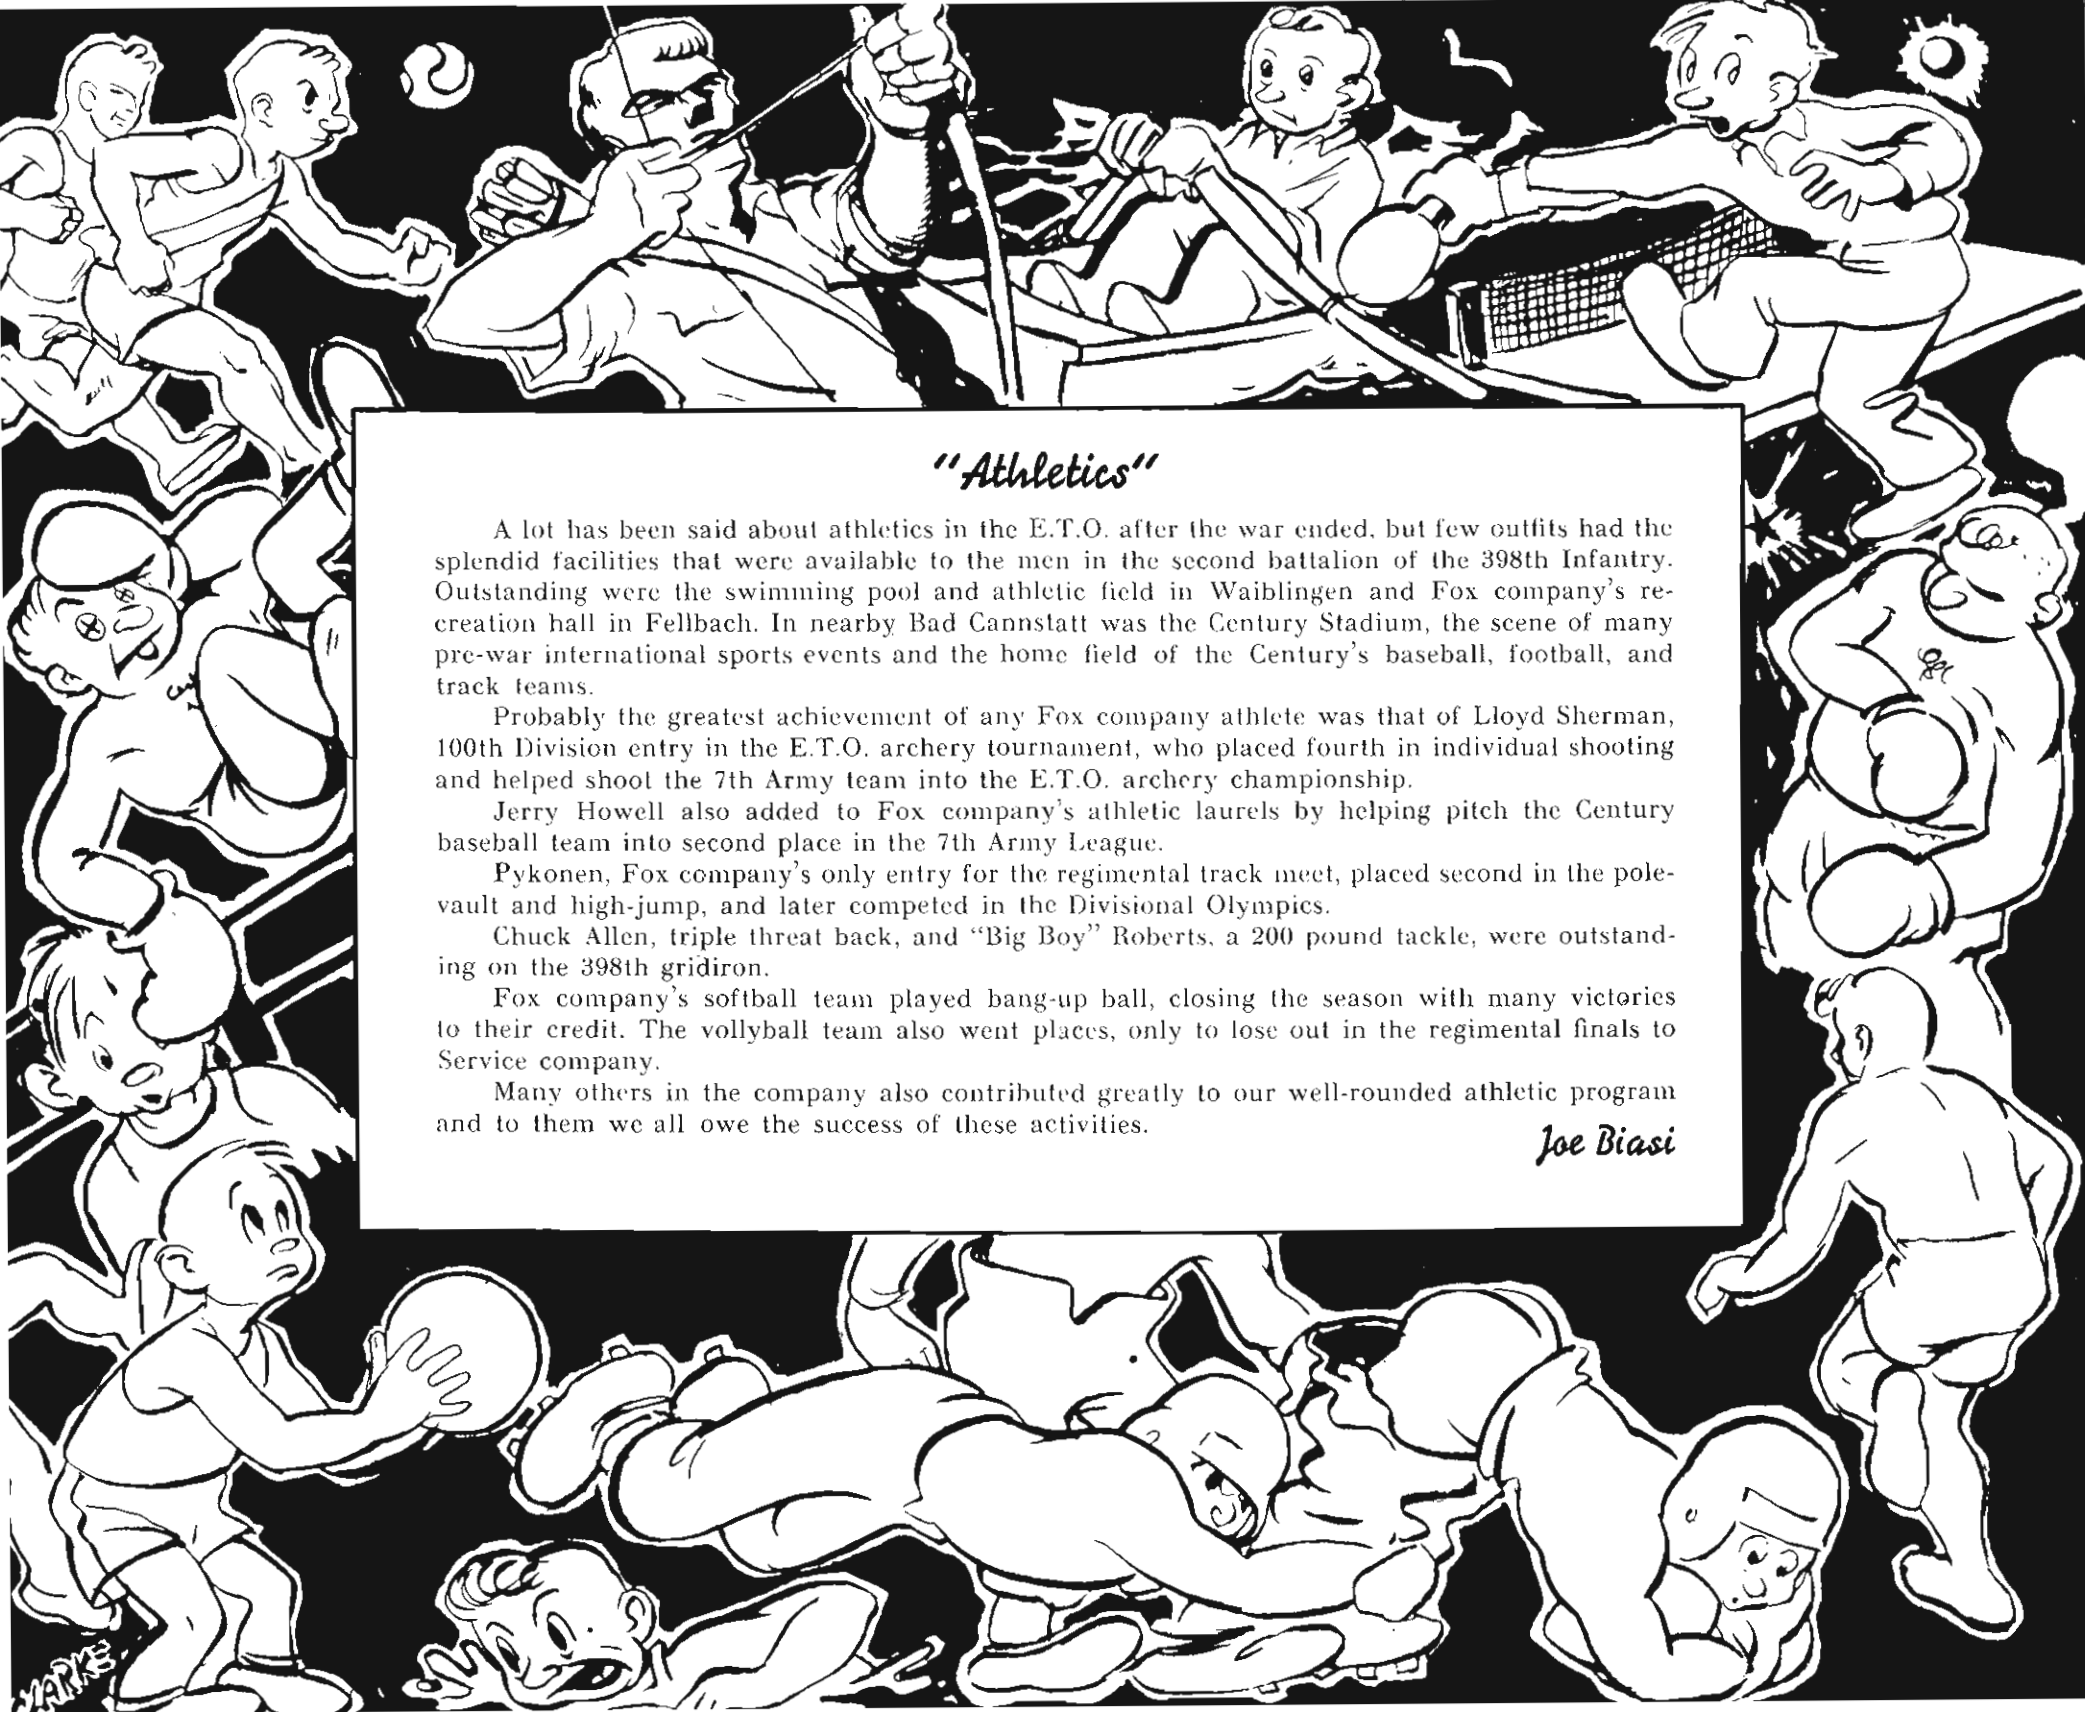 "Athletics"
A lot has been said about athletics in the E.T.O. after the war ended, but few outfits had the
splendid facilities that were available to the men in the second battalion of the 398th Infantry.
Outstanding were the swimming pool and athletic field in Waiblingen and Fox company's re-
creation hall in Fellbach. In nearby Bad Cannstatt was the Century Stadium, the scene of many
pre-war international sports events and the home field of the Century's baseball, football, and
track teams.
Probably the greatest achievement of any Fox company athlete was that of Lloyd Sherman,
100th Division entry in the E.T.O. archery tournament, who placed fourth in individual shooting
and helped shoot the 7th Army team into the E.T.O. archery championship.
Jerry Howell also added to Fox company's athletic laurels by helping pitch the Century
baseball team into second place in the 7th Army League.
Pykonen, Fox company's only entry for the regimental track meet, placed second in the pole-
vault and high-jump, and later competed in the Divisional Olympics.
Chuck Allen, triple threat back, and "Big Boy" Roberts, a 200 pound tackle, were outstand-
ing on the 398th gridiron.
Fox company's softball team played bang-up ball, closing the season with many victories
to their credit. The vollyball team also went places, only to lose out in the regimental finals to
Service company.
Many others in the company also contributed greatly to our well-rounded athletic program
and to them we all owe the success of these activities.
Joe Biasi